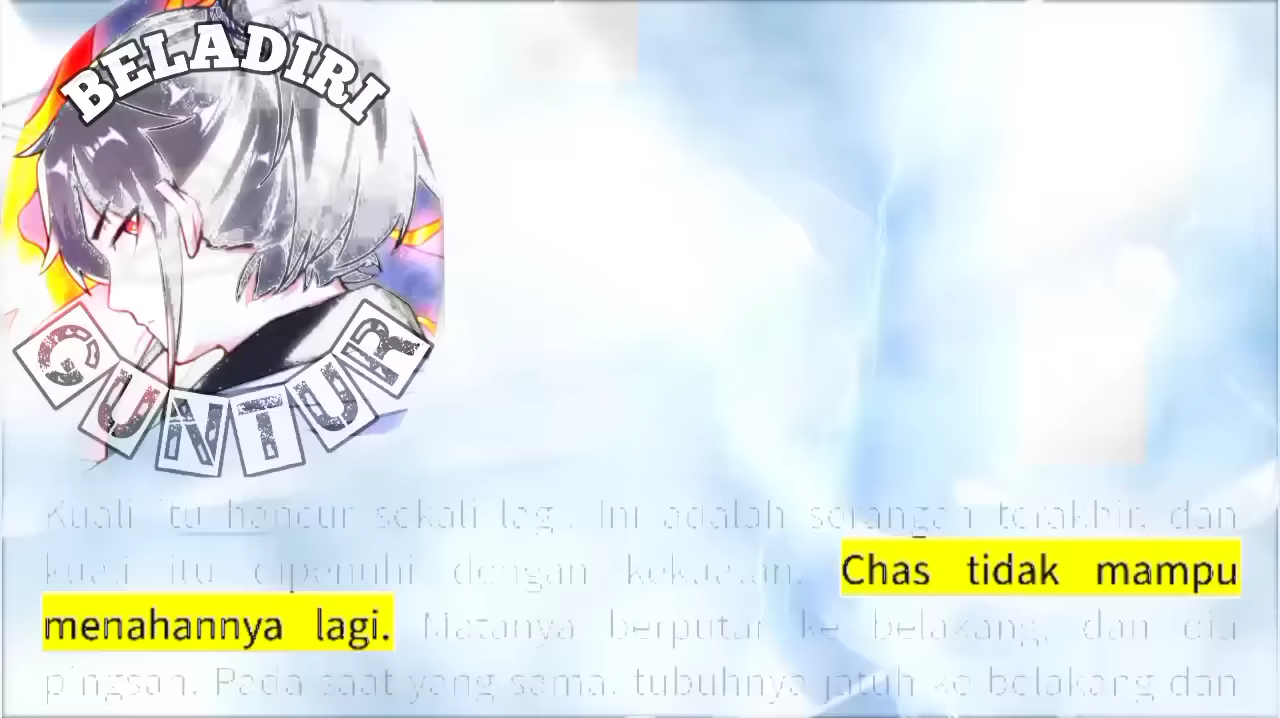 BELADIRI
GUNTUR
Kuali itu hancur sekali lagi. Ini adalah serangan terakhir, dan
kuali itu dipenuhi dengan kekuatan. Chas tidak mampu
menahannya lagi. Matanya berputar ke belakang, dan dia
pingsan. Pada saat yang sama, tubuhnya jatuh ke belakang dan